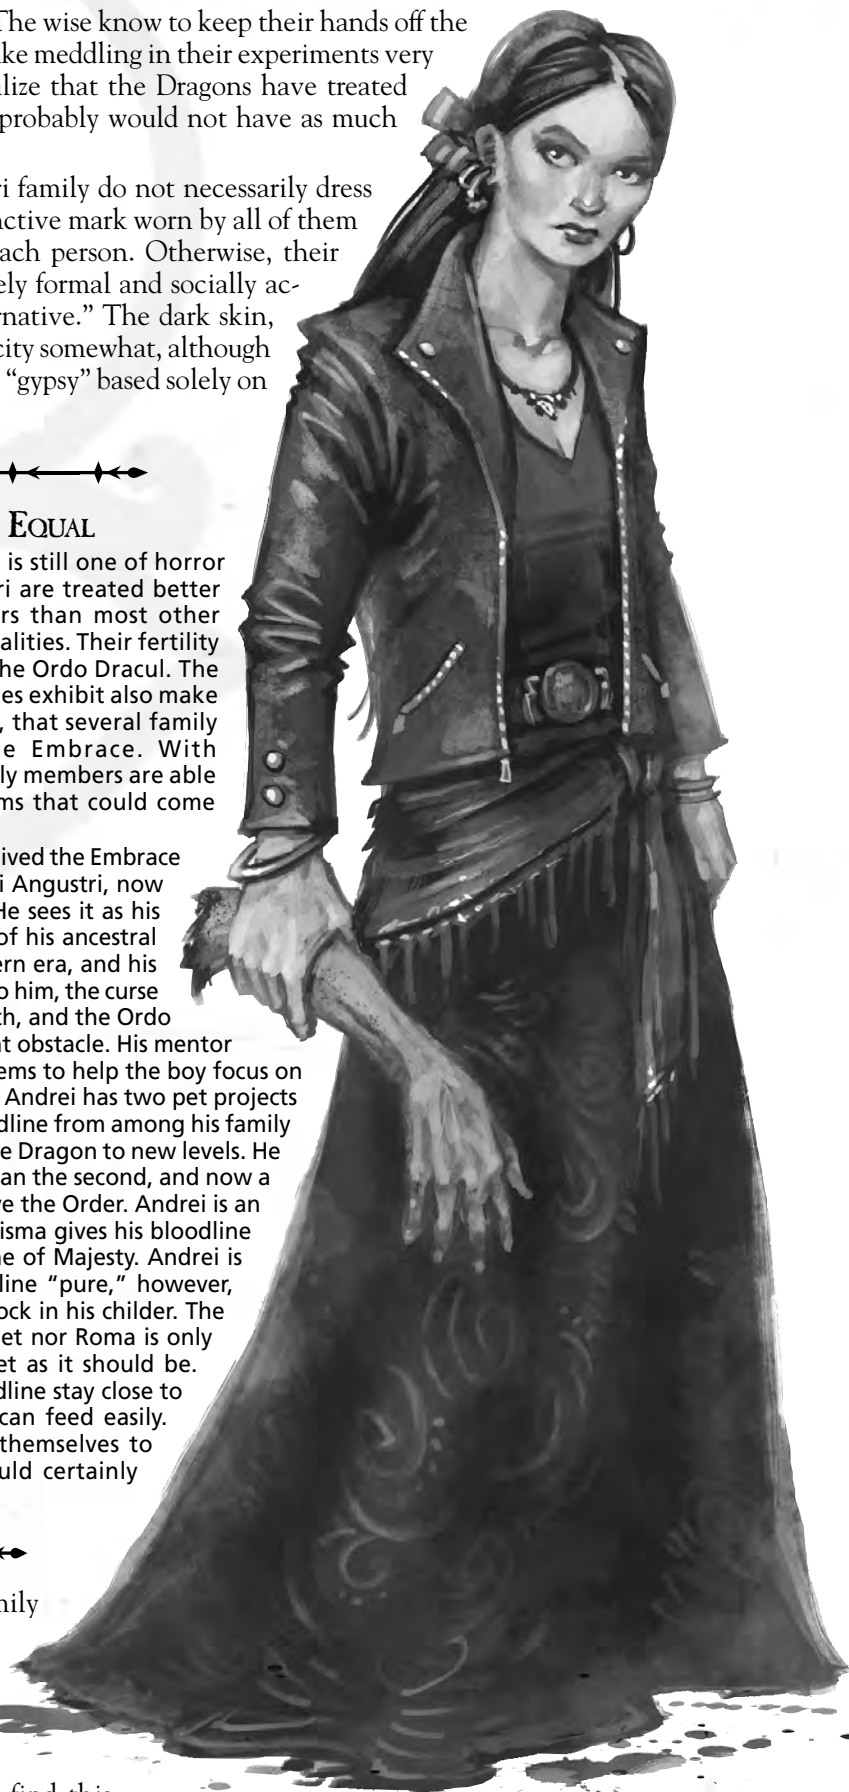 The wise know to keep their hands off the
ke meddling in their experiments very
lize that the Dragons have treated
probably would not have as much
ri family do not necessarily dress
nctive mark worn by all of them
ach person. Otherwise, their
ely formal and socially ac-
rnative.” The dark skin,
city somewhat, although
“gypsy” based solely on
Equal
is still one of horror
ri are treated better
rs than most other
alities. Their fertility
he Ordo Dracul. The
es exhibit also make
, that several family
e Embrace. With
ly members are able
ms that could come
ived the Embrace
i Angustri, now
He sees it as his
of his ancestral
ern era, and his
o him, the curse
th, and the Ordo
nt obstacle. His mentor
ems to help the boy focus on
Andrei has two pet projects
dline from among his family
e Dragon to new levels. He
an the second, and now a
ve the Order. Andrei is an
isma gives his bloodline
ne of Majesty. Andrei is
line “pure,” however,
ock in his childer. The
et nor Roma is only
et as it should be.
dline stay close to
can feed easily.
themselves to
uld certainly
mily